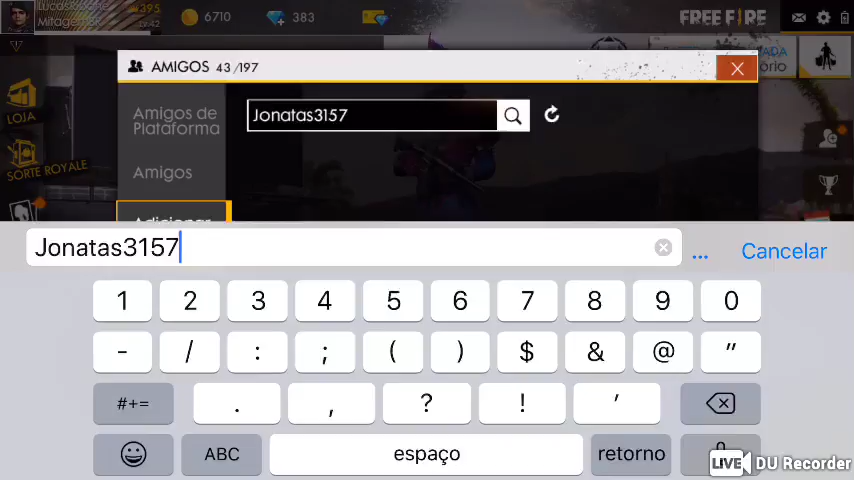 6710
383
FREE FIRE
AMIGOS 43/197
LOJA
Amigos de
Plataforma
Jonatas3157
SORTE ROYALE
Amigos
Adicionar
Jonatas3157
...
Cancelar
1 2 3 4 5 6 7 8 9 0
- / : ; ( ) $ & @ "
#+= . , ? ! '
ABC espaço retorno
LIVE DU Recorder